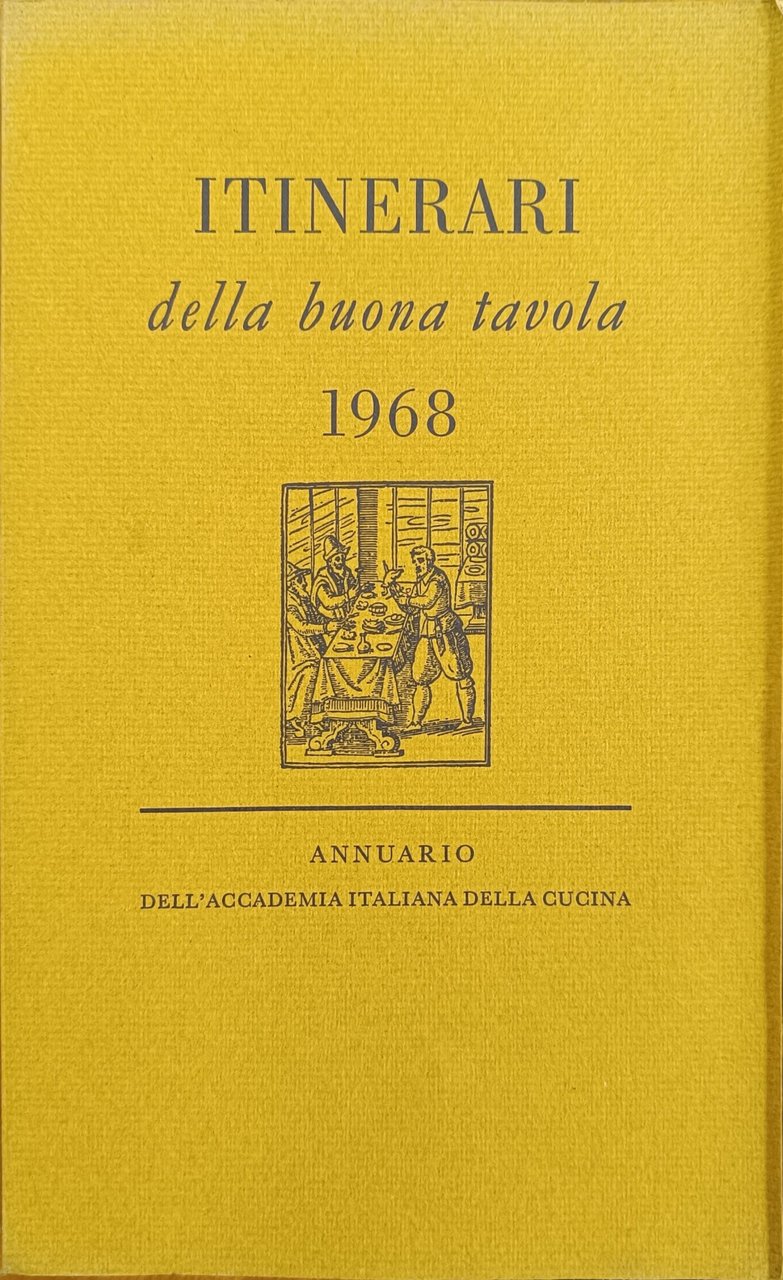 ITINERARI
della buona tavola
1968
ANNUARIO
DELL'ACCADEMIA ITALIANA DELLA CUCINA